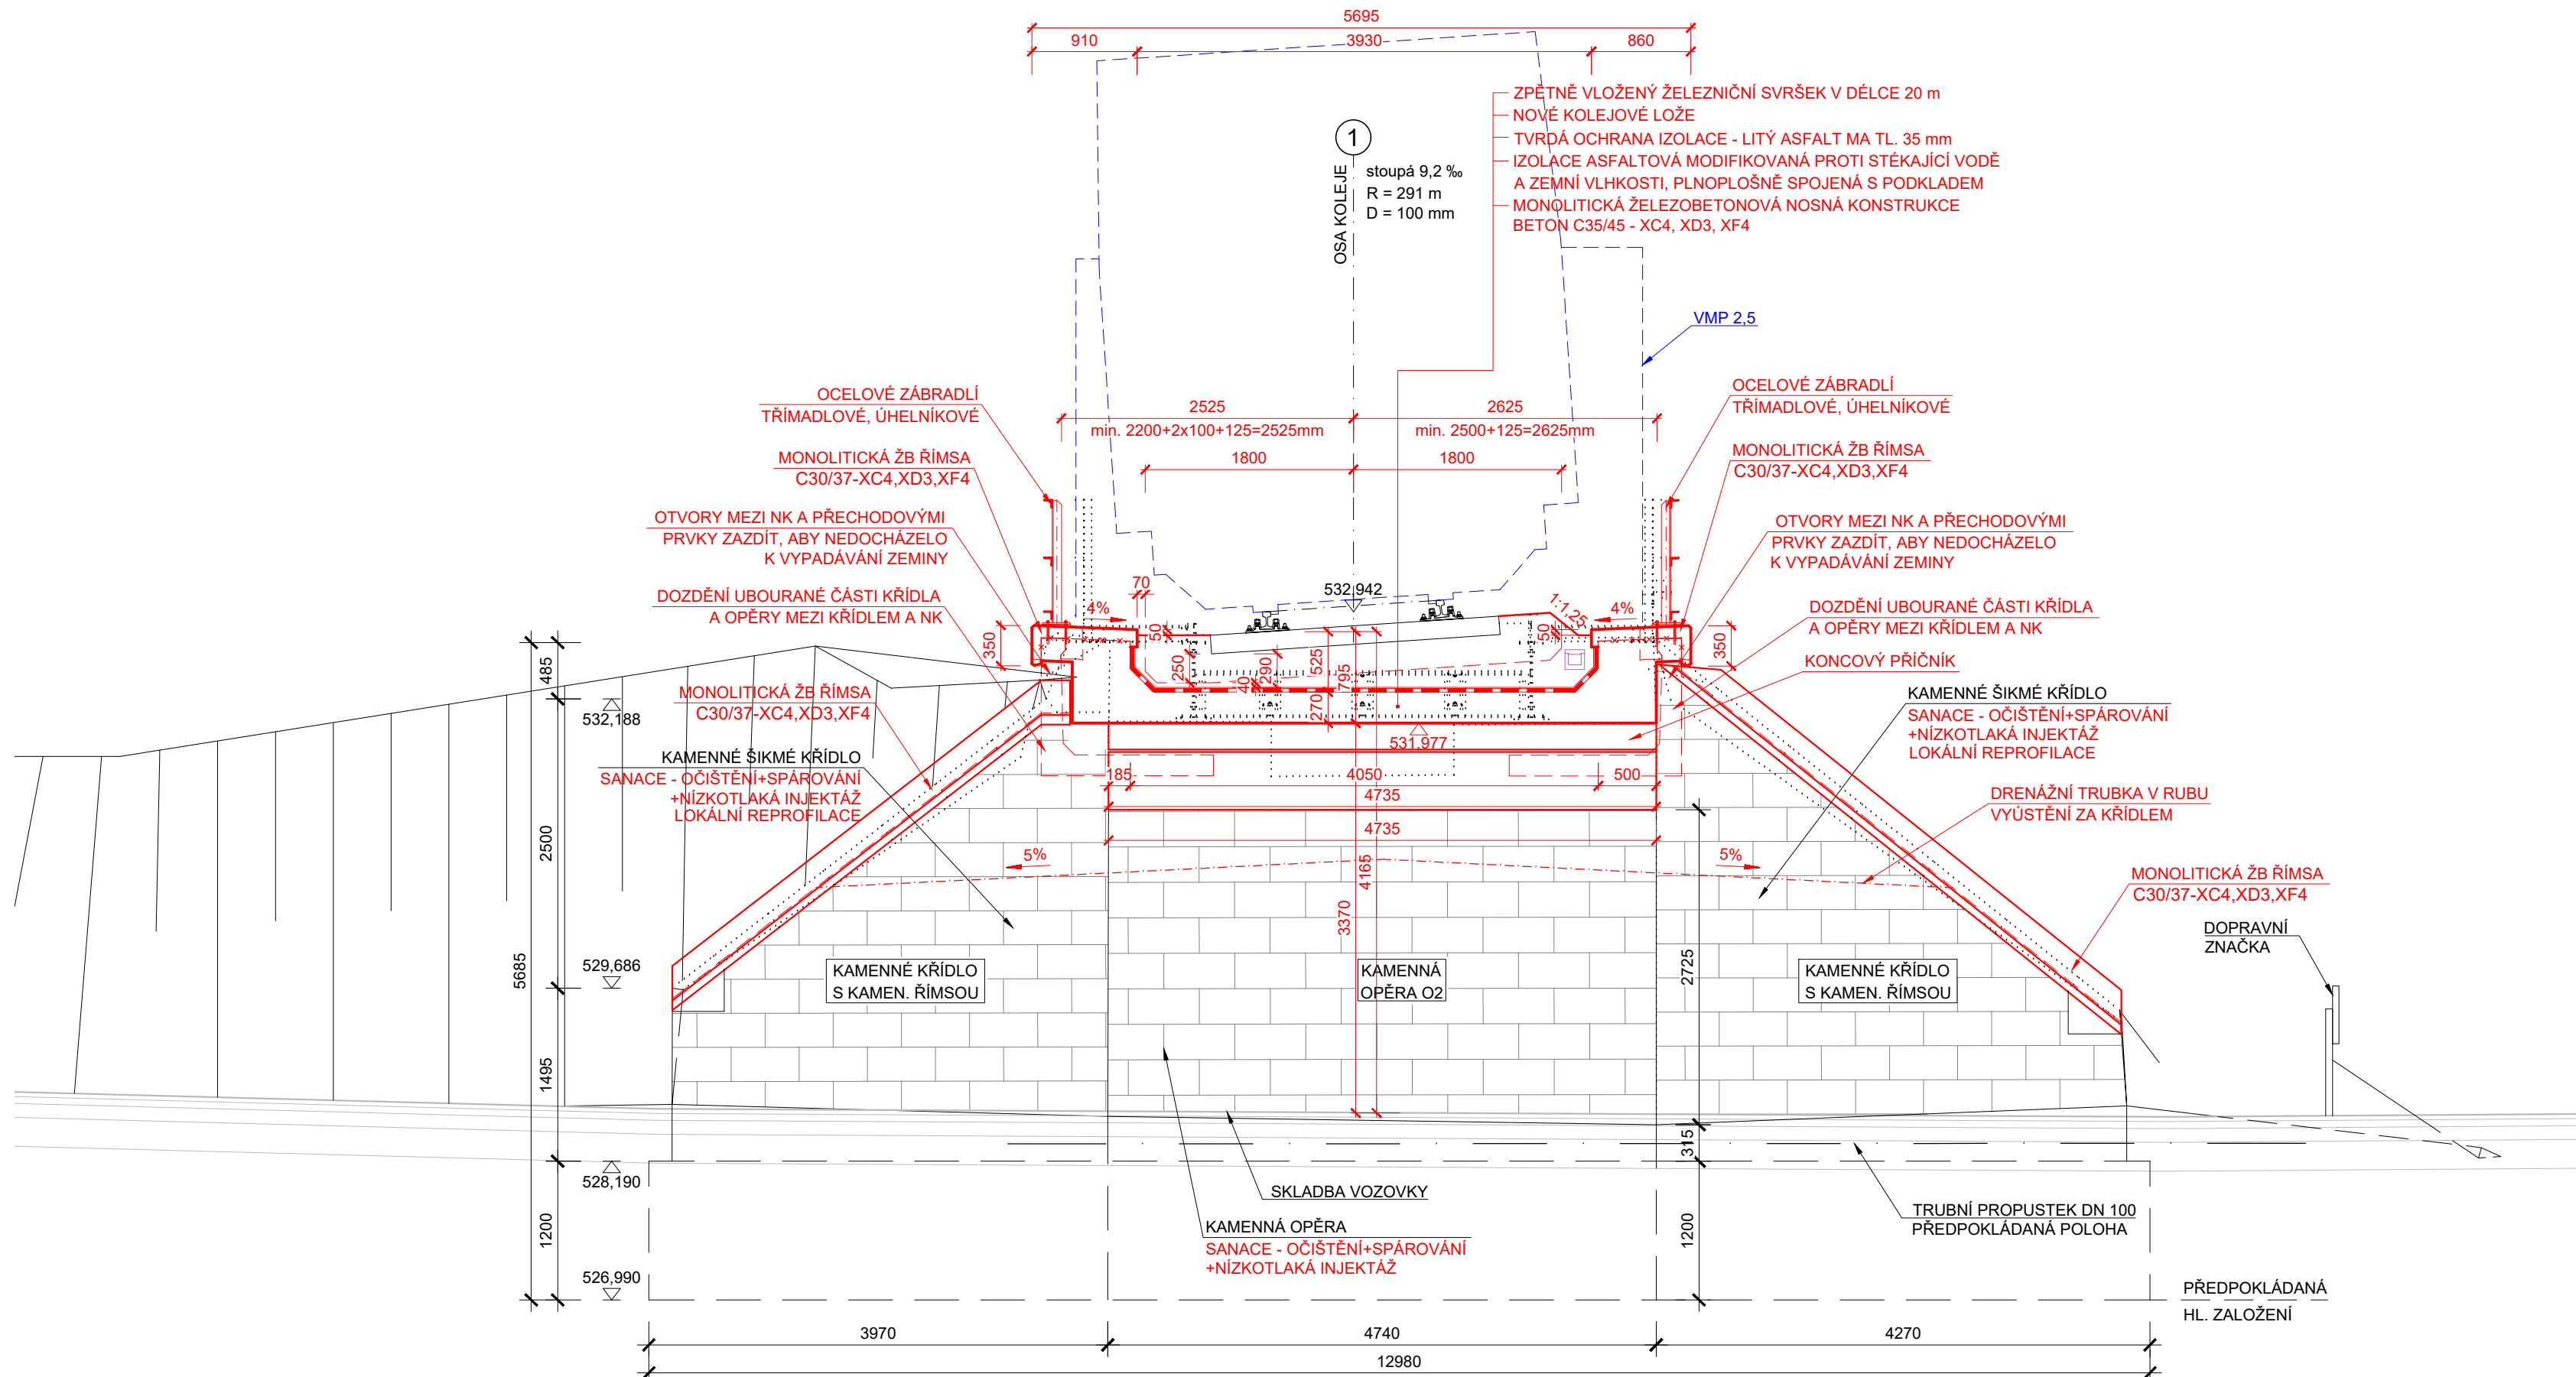 5695
910
3930
860
ZPĚTNĚ VLOŽENÝ ŽELEZNIČNÍ SVRŠEK V DÉLCE 20 m
NOVÉ KOLEJOVÉ LOŽE
TVRDÁ OCHRANA IZOLACE - LITÝ ASFALT MA TL. 35 mm
IZOLACE ASFALTOVÁ MODIFIKOVANÁ PROTI STÉKAJÍCÍ VODĚ
A ZEMNÍ VLHKOSTI, PLNOPLOŠNĚ SPOJENÁ S PODKLADEM
MONOLITICKÁ ŽELEZOBETONOVÁ NOSNÁ KONSTRUKCE
BETON C35/45 - XC4, XD3, XF4
1
OSA KOLEJE
stoupá 9,2 ‰
R = 291 m
D = 100 mm
VMP 2,5
OCELOVÉ ZÁBRADLÍ
TŘÍMADLOVÉ, ÚHELNÍKOVÉ
2525
min. 2200+2x100+125=2525mm
2625
min. 2500+125=2625mm
OCELOVÉ ZÁBRADLÍ
TŘÍMADLOVÉ, ÚHELNÍKOVÉ
MONOLITICKÁ ŽB ŘÍMSA
C30/37-XC4,XD3,XF4
1800
1800
MONOLITICKÁ ŽB ŘÍMSA
C30/37-XC4,XD3,XF4
OTVORY MEZI NK A PŘECHODOVÝMI
PRVKY ZAZDÍT, ABY NEDOCHÁZELO
K VYPADÁVÁNÍ ZEMINY
OTVORY MEZI NK A PŘECHODOVÝMI
PRVKY ZAZDÍT, ABY NEDOCHÁZELO
K VYPADÁVÁNÍ ZEMINY
DOZDĚNÍ UBOURANÉ ČÁSTI KŘÍDLA
A OPĚRY MEZI KŘÍDLEM A NK
70
4%
532,942
1:1,25
4%
DOZDĚNÍ UBOURANÉ ČÁSTI KŘÍDLA
A OPĚRY MEZI KŘÍDLEM A NK
350
50
250
40
290
525
270
795
50
350
KONCOVÝ PŘÍČNÍK
485
532,188
MONOLITICKÁ ŽB ŘÍMSA
C30/37-XC4,XD3,XF4
KAMENNÉ ŠIKMÉ KŘÍDLO
SANACE - OČIŠTĚNÍ+SPÁROVÁNÍ
+NÍZKOTLAKÁ INJEKTÁŽ
LOKÁLNÍ REPROFILACE
531,977
KAMENNÉ ŠIKMÉ KŘÍDLO
SANACE - OČIŠTĚNÍ+SPÁROVÁNÍ
+NÍZKOTLAKÁ INJEKTÁŽ
LOKÁLNÍ REPROFILACE
185
4050
500
4735
4735
DRENÁŽNÍ TRUBKA V RUBU
VYÚSTĚNÍ ZA KŘÍDLEM
2500
5%
4165
3370
5%
MONOLITICKÁ ŽB ŘÍMSA
C30/37-XC4,XD3,XF4
DOPRAVNÍ
ZNAČKA
5685
529,686
KAMENNÉ KŘÍDLO
S KAMEN. ŘÍMSOU
KAMENNÁ
OPĚRA O2
2725
KAMENNÉ KŘÍDLO
S KAMEN. ŘÍMSOU
1495
315
528,190
SKLADBA VOZOVKY
1200
KAMENNÁ OPĚRA
SANACE - OČIŠTĚNÍ+SPÁROVÁNÍ
+NÍZKOTLAKÁ INJEKTÁŽ
1200
TRUBNÍ PROPUSTEK DN 100
PŘEDPOKLÁDANÁ POLOHA
526,990
PŘEDPOKLÁDANÁ
HL. ZALOŽENÍ
3970
4740
4270
12980